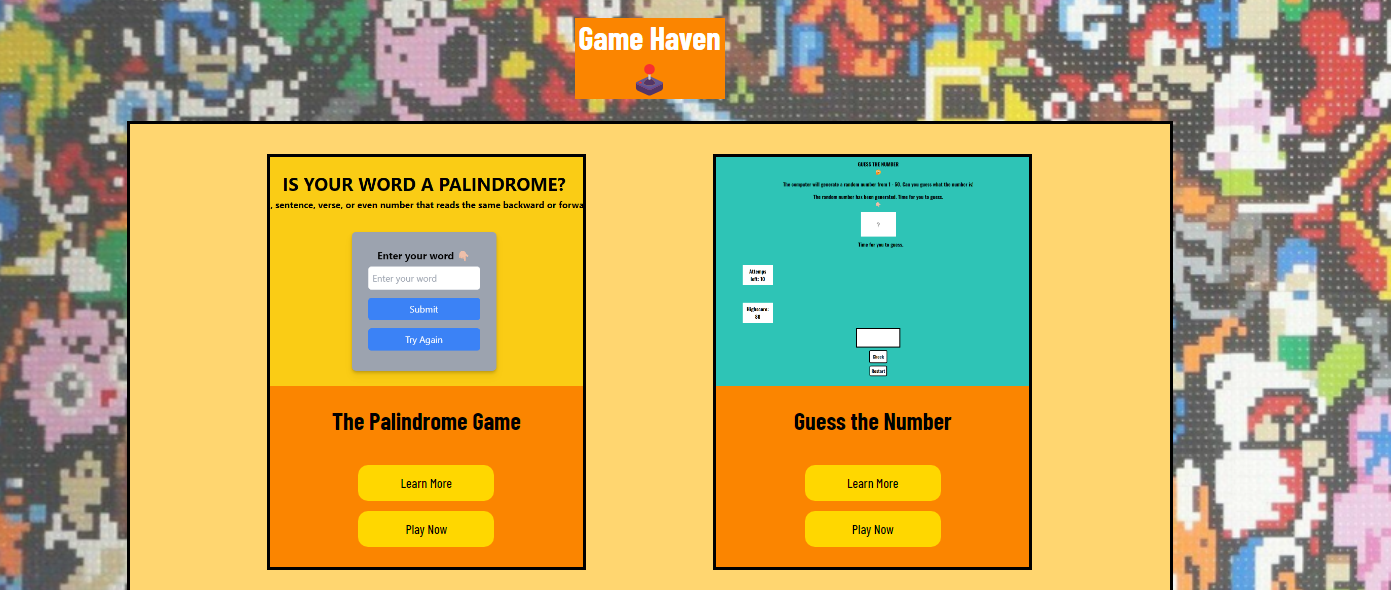 Game Haven
IS YOUR WORD A PALINDROME?
, sentence, verse, or even number that reads the same backward or forwa
Enter your word
Enter your word
Submit
Try Again
The Palindrome Game
Learn More
Play Now
GUESS THE NUMBER
The computer will generate a random number from 1 - 50. Can you guess what the number is?
The random number has been generated. Time for you to guess.
?
Time for you to guess.
Attemps
left: 10
Highscore:
Check
Restart
Guess the Number
Learn More
Play Now